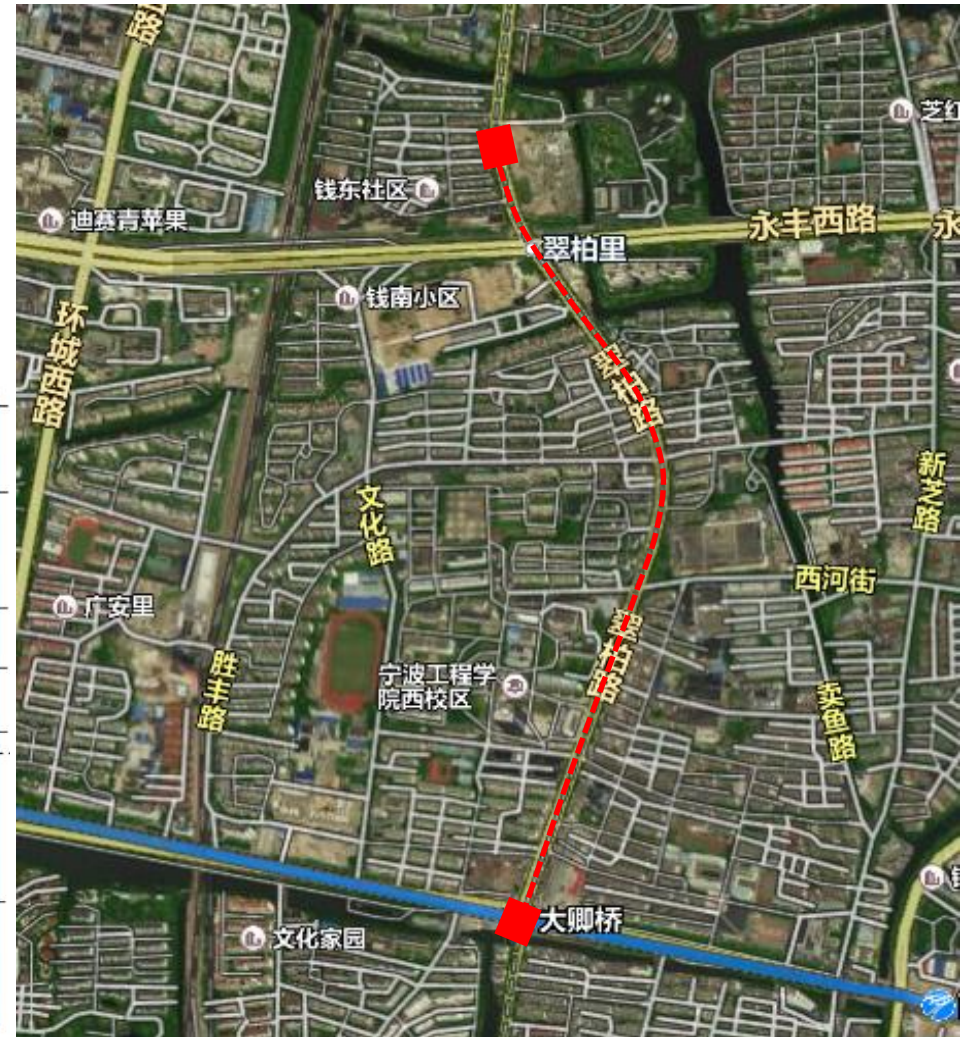 芝红
钱东社区
迪赛青苹果
永丰西路
永
翠柏里
钱南小区
环城西路
翠柏路
新芝路
文化路
西河街
广安里
翠柏路
胜丰路
宁波工程学
院西校区
卖鱼路
大卿桥
文化家园